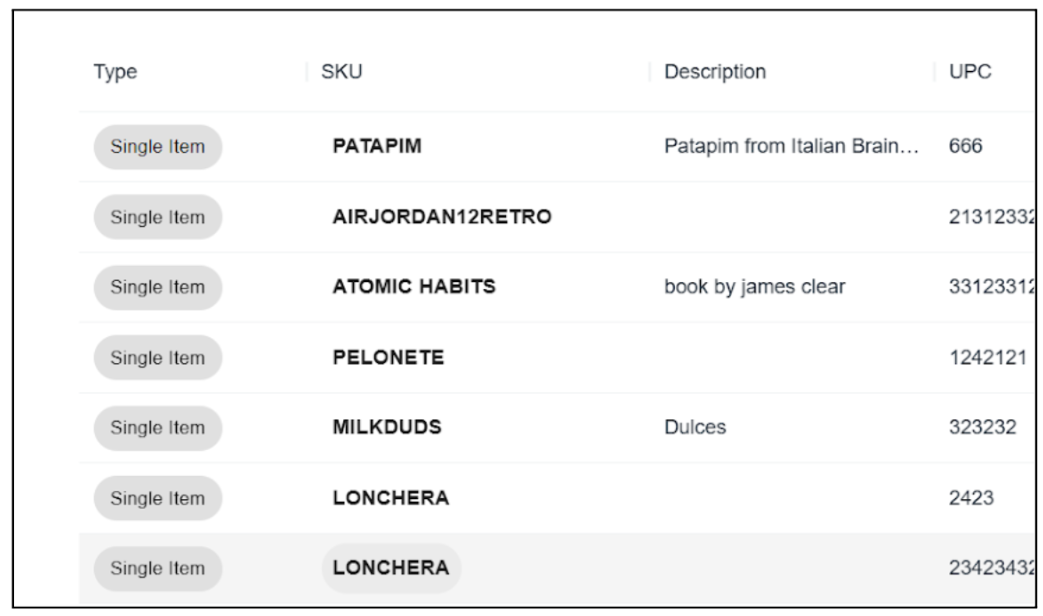 Type SKU Description UPC
Single Item PATAPIM Patapim from Italian Brain... 666
Single Item AIRJORDAN12RETRO 21312332
Single Item ATOMIC HABITS book by james clear 33123312
Single Item PELONETE 1242121
Single Item MILKDUDS Dulces 323232
Single Item LONCHERA 2423
Single Item LONCHERA 23423432